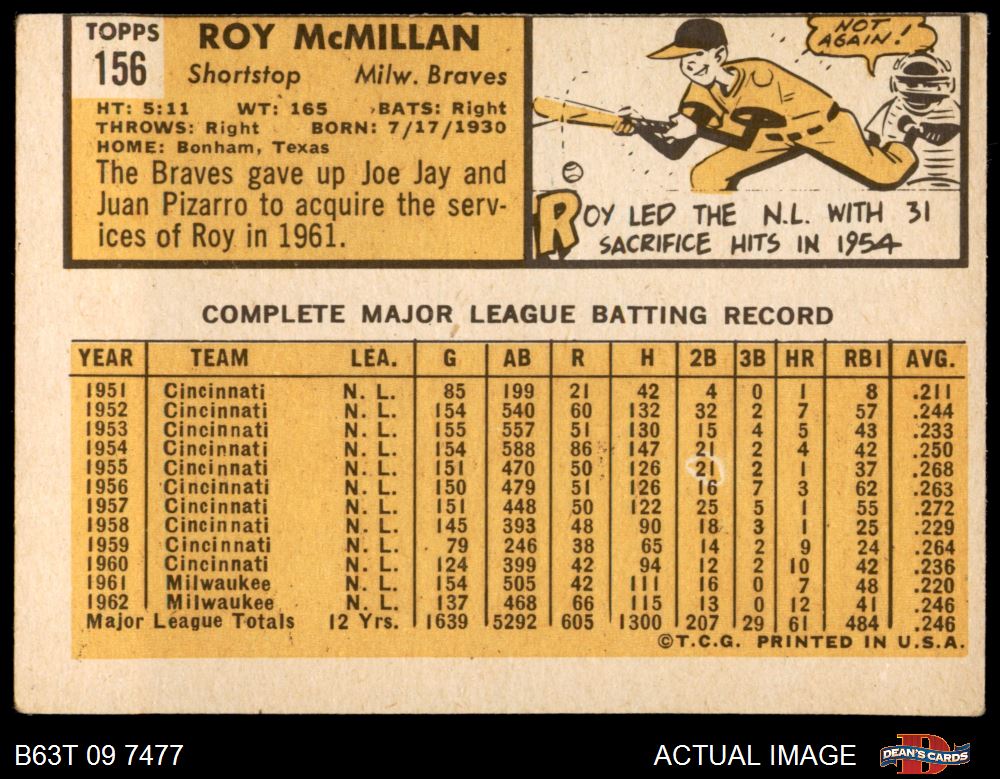 TOPPS
156
ROY McMILLAN
Shortstop Milw. Braves
HT: 5:11 WT: 165 BATS: Right
THROWS: Right BORN: 7/17/1930
HOME: Bonham, Texas
The Braves gave up Joe Jay and
Juan Pizarro to acquire the serv-
ices of Roy in 1961.
NOT
AGAIN!
ROY LED THE N.L. WITH 31
SACRIFICE HITS IN 1954
COMPLETE MAJOR LEAGUE BATTING RECORD
YEAR TEAM LEA. G AB R H 2B 3B HR RBI AVG.
1951 Cincinnati N. L. 85 199 21 42 4 0 1 8 .211
1952 Cincinnati N. L. 154 540 60 132 32 2 7 57 .244
1953 Cincinnati N. L. 155 557 51 130 15 4 5 43 .233
1954 Cincinnati N. L. 154 588 86 147 21 2 4 42 .250
1955 Cincinnati N. L. 151 470 50 126 21 2 1 37 .268
1956 Cincinnati N. L. 150 479 51 126 16 7 3 62 .263
1957 Cincinnati N. L. 151 448 50 122 25 5 1 55 .272
1958 Cincinnati N. L. 145 393 48 90 18 3 1 25 .229
1959 Cincinnati N. L. 79 246 38 65 14 2 9 24 .264
1960 Cincinnati N. L. 124 399 42 94 12 2 10 42 .236
1961 Milwaukee N. L. 154 505 42 111 16 0 7 48 .220
1962 Milwaukee N. L. 137 468 66 115 13 0 12 41 .246
Major League Totals 12 Yrs. 1639 5292 605 1300 207 29 61 484 .246
©T.C.G. PRINTED IN U.S.A.
B63T 09 7477 ACTUAL IMAGE DEAN'S CARDS